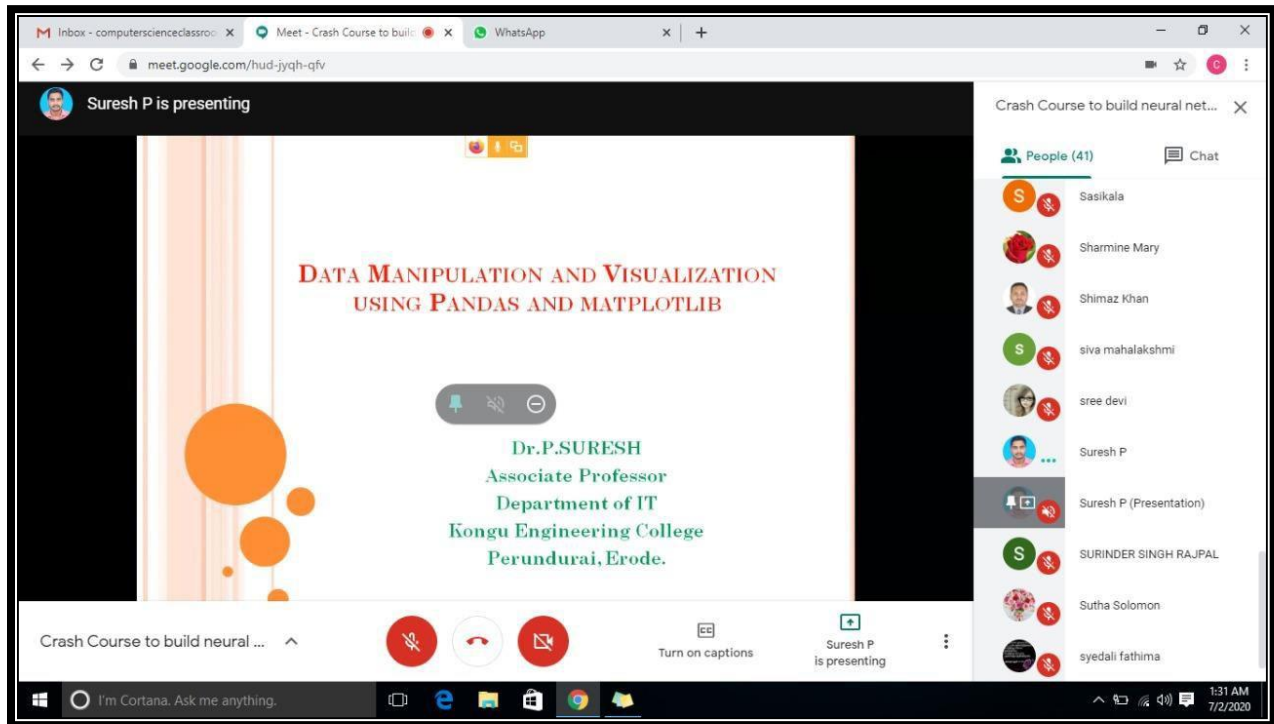 Inbox - computerscienceclassroo
Meet - Crash Course to buil
WhatsApp
meet.google.com/hud-jyqh-qfv
C
Suresh P is presenting
DATA MANIPULATION AND VISUALIZATION
USING PANDAS AND MATPLOTLIB
Dr.P.SURESH
Associate Professor
Department of IT
Kongu Engineering College
Perundurai, Erode.
Crash Course to build neural net...
People (41)
Chat
S
Sasikala
Sharmine Mary
Shimaz Khan
S
siva mahalakshmi
sree devi
Suresh P
Suresh P (Presentation)
S
SURINDER SINGH RAJPAL
Sutha Solomon
syedali fathima
Crash Course to build neural ...
CC
Turn on captions
Suresh P
is presenting
I'm Cortana. Ask me anything.
1:31 AM
7/2/2020